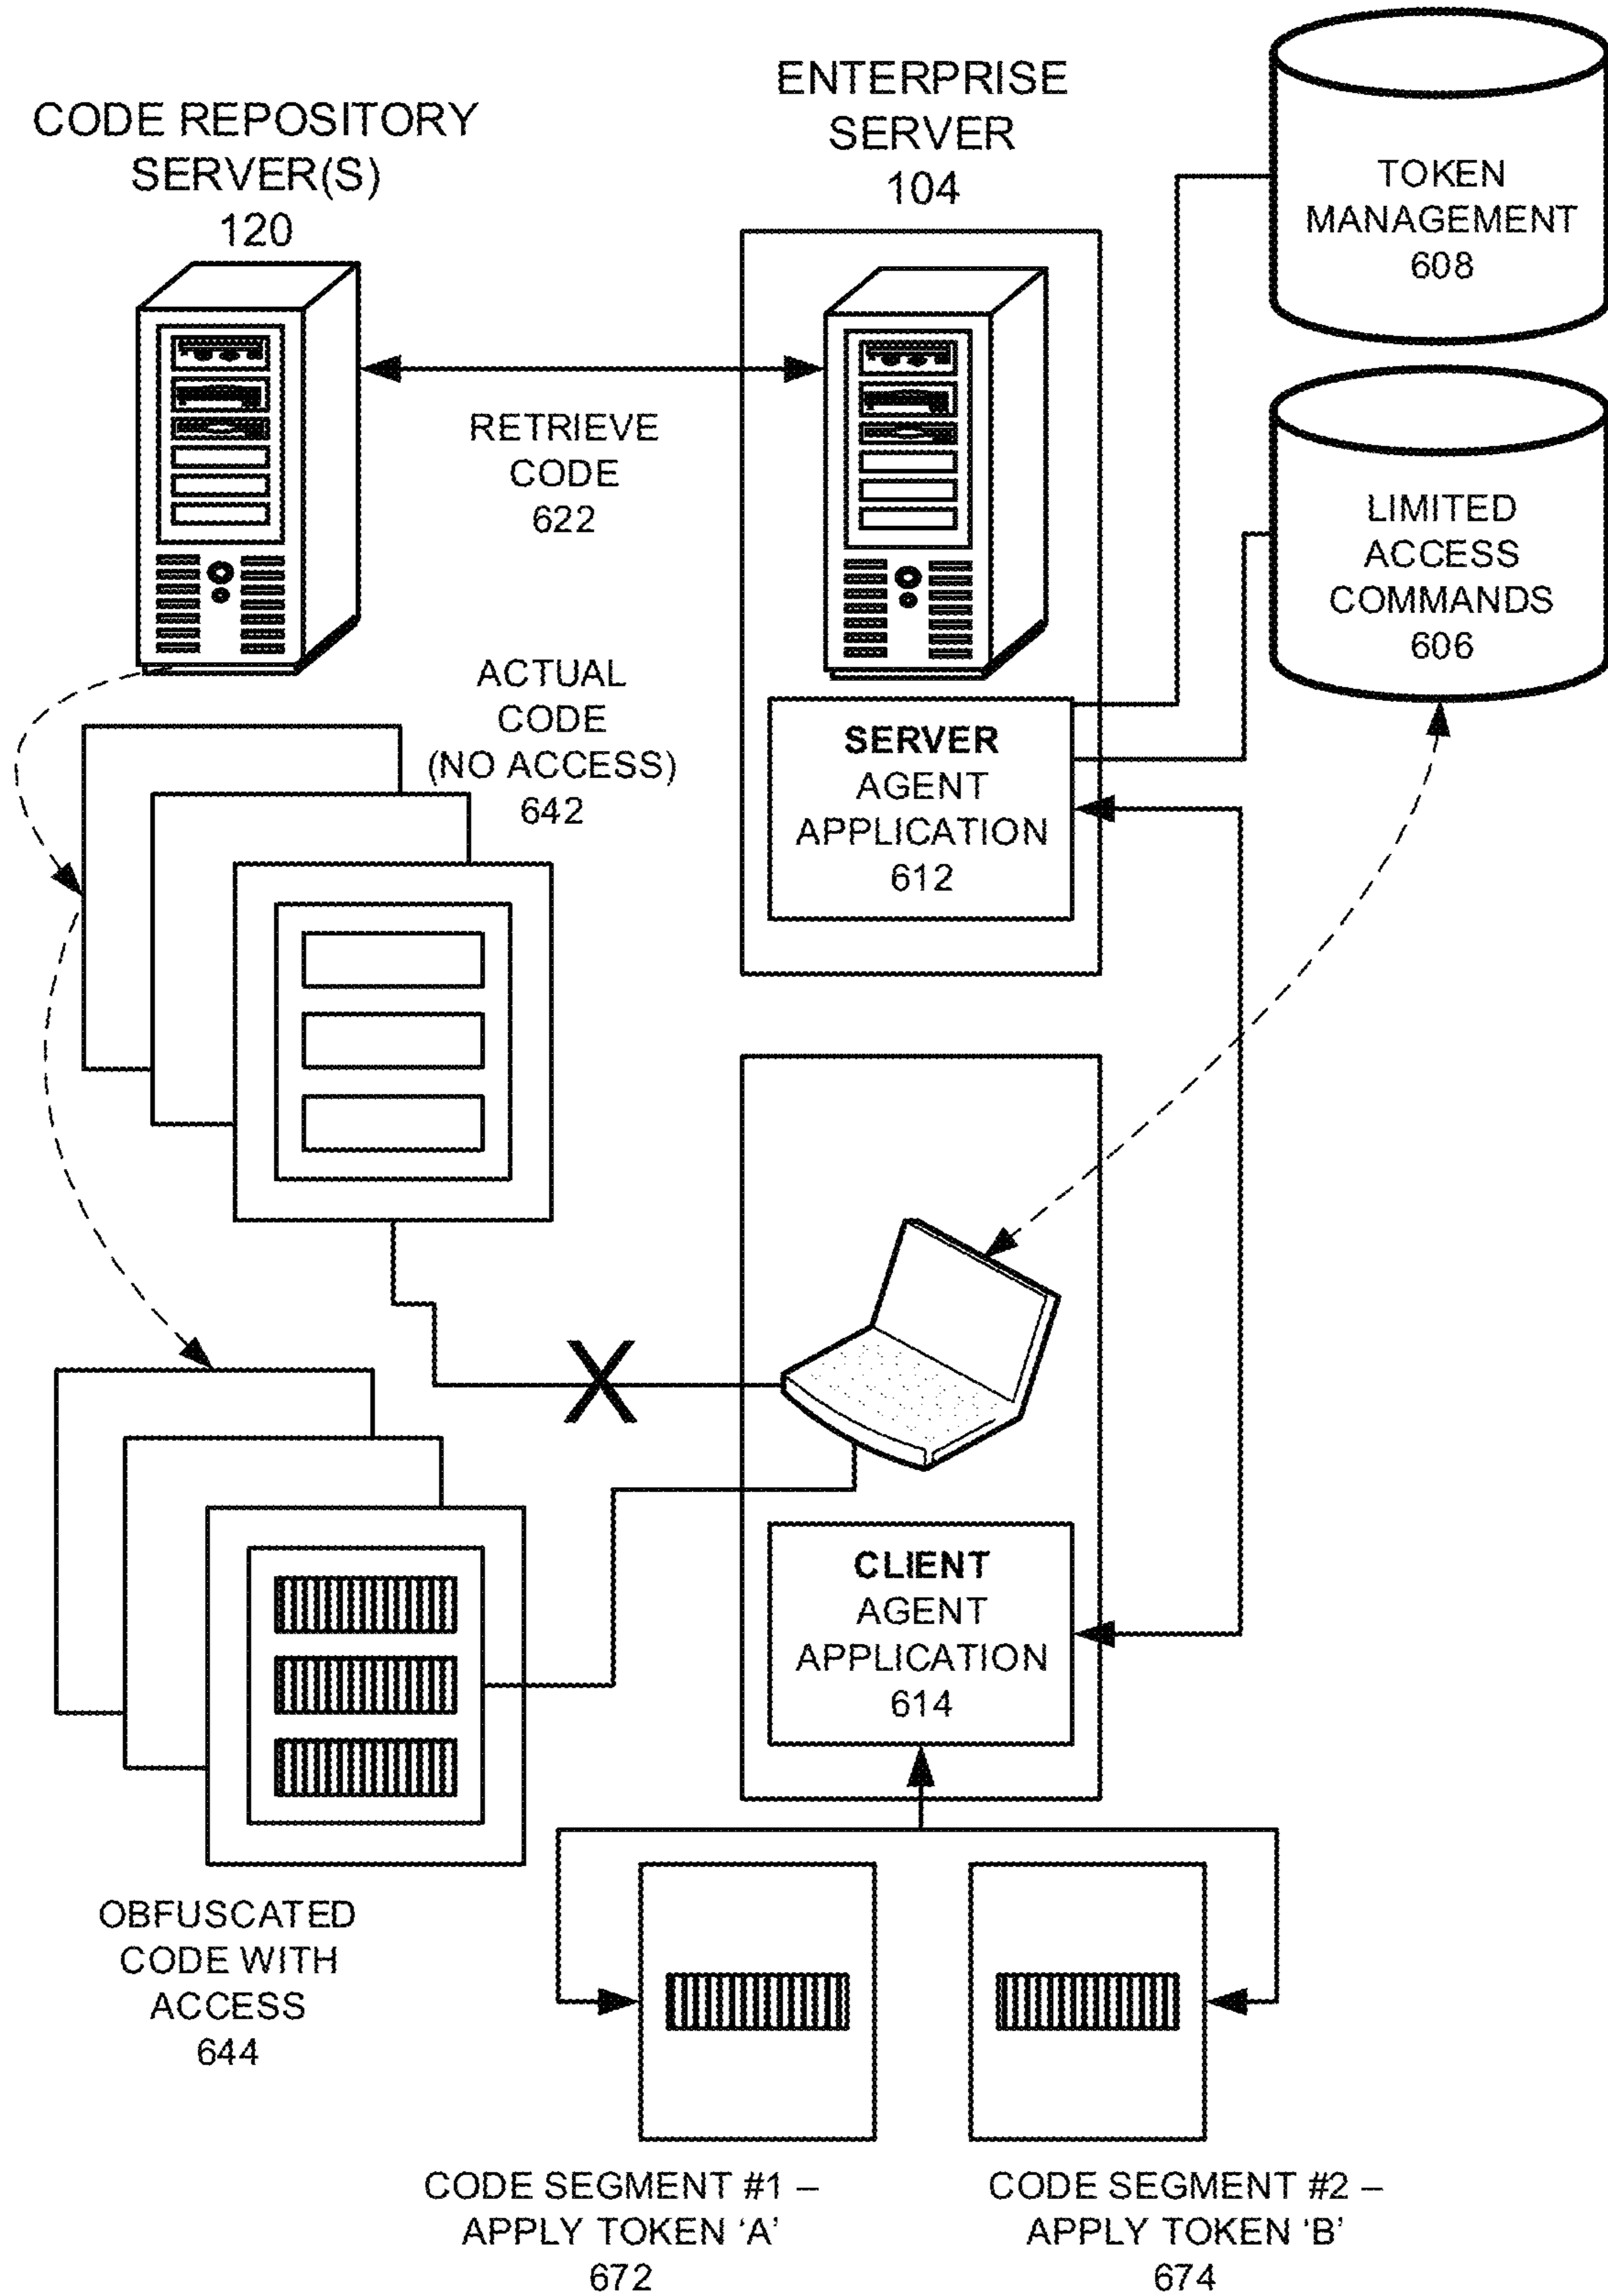 CODE REPOSITORY
SERVER(S)
120
ENTERPRISE
SERVER
104
TOKEN
MANAGEMENT
608
RETRIEVE
CODE
622
LIMITED
ACCESS
COMMANDS
606
ACTUAL
CODE
(NO ACCESS)
642
SERVER
AGENT
APPLICATION
612
X
CLIENT
AGENT
APPLICATION
614
OBFUSCATED
CODE WITH
ACCESS
644
CODE SEGMENT #1 –
APPLY TOKEN ‘A’
672
CODE SEGMENT #2 –
APPLY TOKEN ‘B’
674